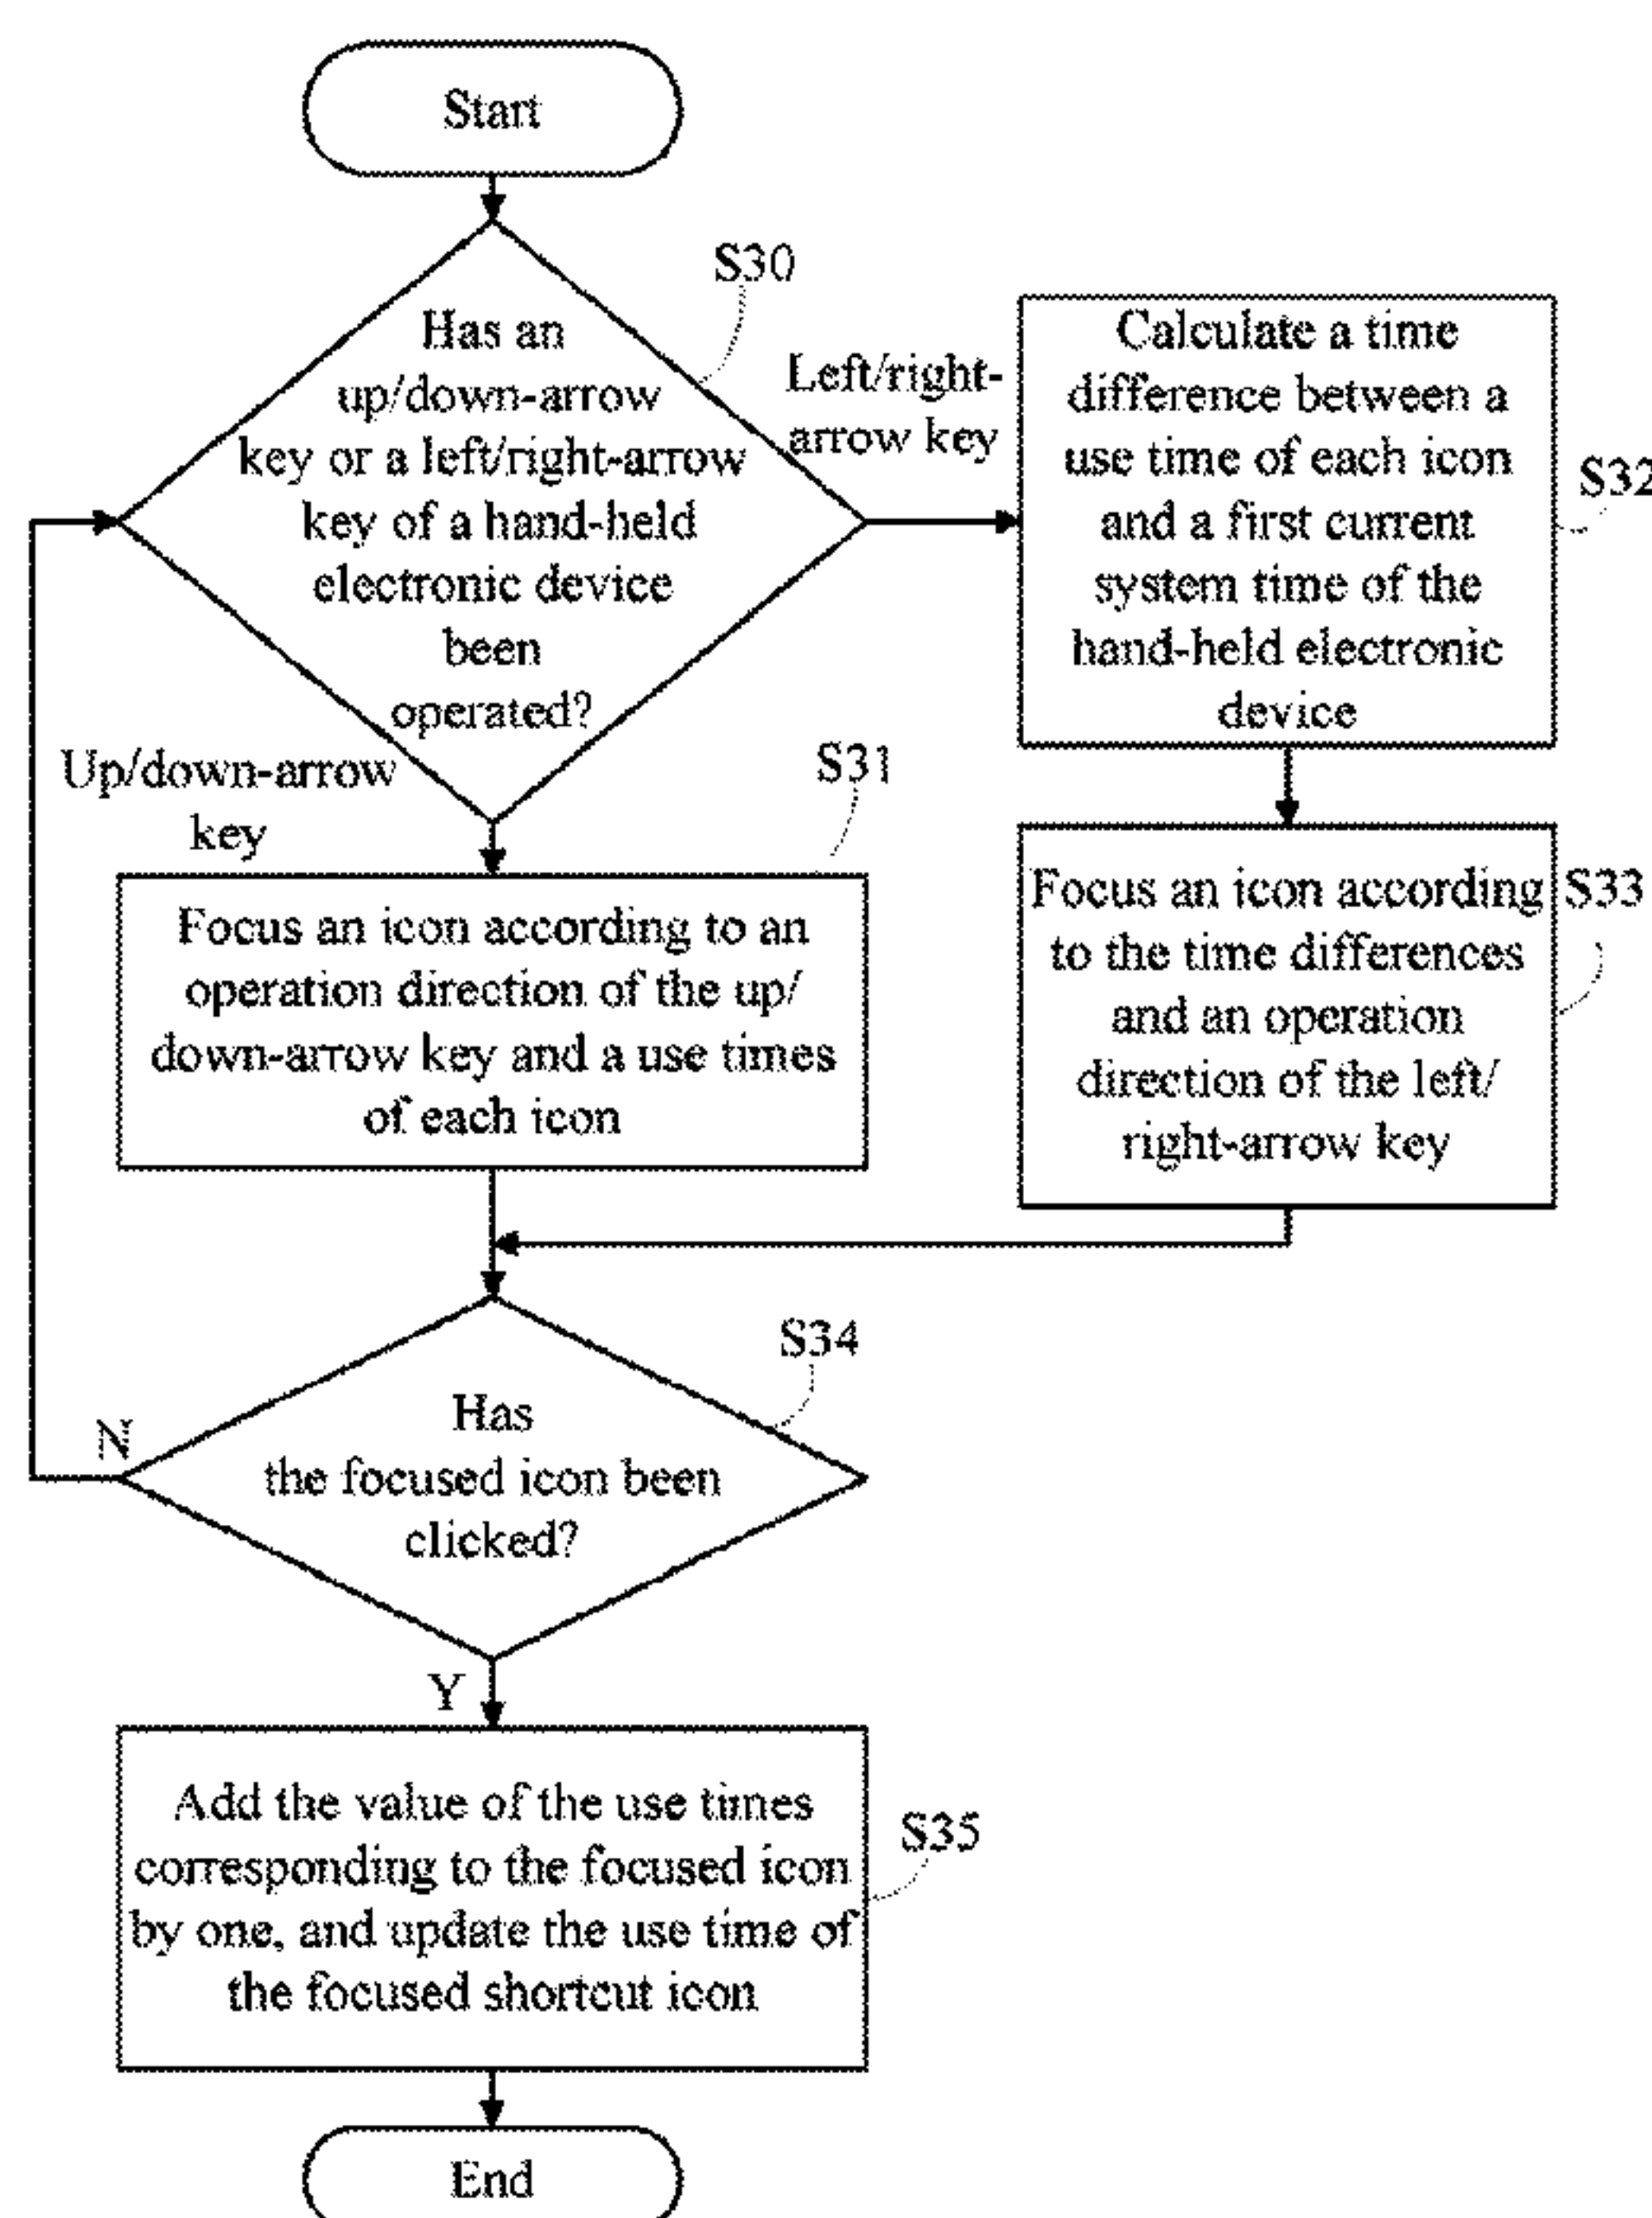 Start
S30
Has an
up/down-arrow
key or a left/right-arrow
key of a hand-held
electronic device
been
operated?
Left/right-
arrow key
Calculate a time
difference between a
use time of each icon
and a first current
system time of the
hand-held electronic
device
S32
Up/down-arrow
key
S31
Focus an icon according to an
operation direction of the up/
down-arrow key and a use times
of each icon
Focus an icon according
to the time differences
and an operation
direction of the left/
right-arrow key
S33
S34
Has
the focused icon been
clicked?
N
Y
Add the value of the use times
corresponding to the focused icon
by one, and update the use time of
the focused shortcut icon
S35
End